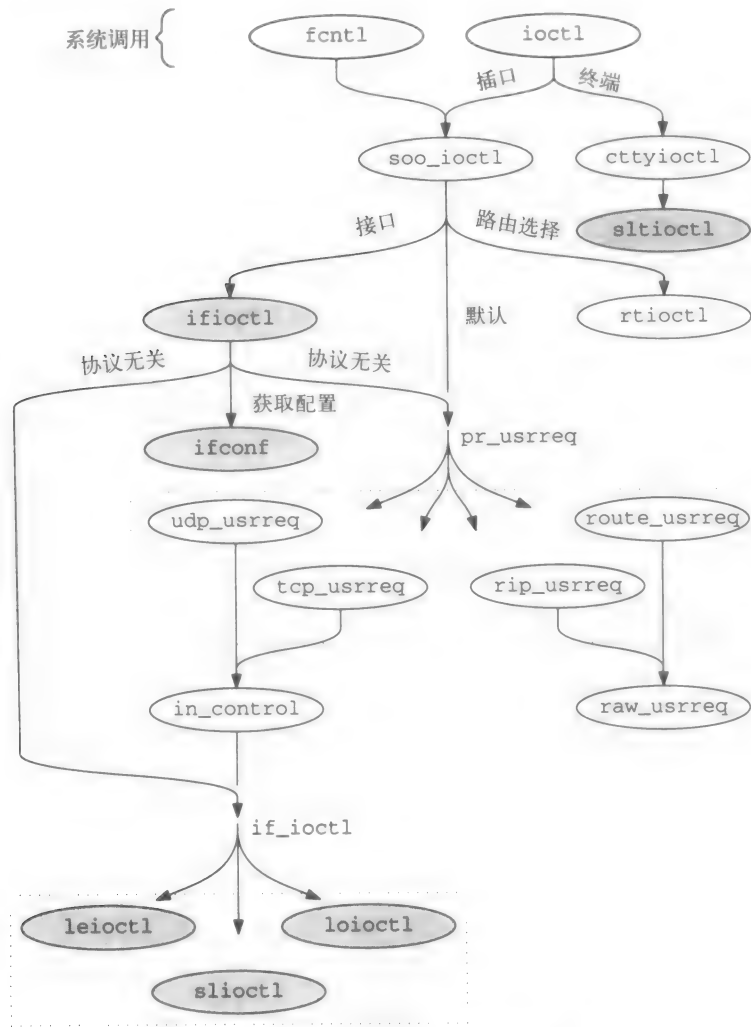 系统调用
fcntl
ioctl
插口
终端
soo_ioctl
cttyioctl
sltioctl
接口
路由选择
ifioctl
默认
rtioctl
协议无关
协议无关
获取配置
ifconf
pr_usrreq
udp_usrreq
route_usrreq
tcp_usrreq
rip_usrreq
in_control
raw_usrreq
if_ioctl
leioctl
loioctl
slioctl